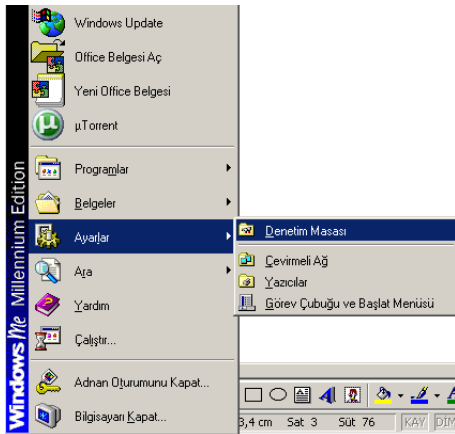 Windows Update
Office Belgesi Aç
Yeni Office Belgesi
µTorrent
Programlar
Belgeler
Ayarlar
Ara
Yardım
Çalıştır...
Adnan Oturumunu Kapat...
Bilgisayarı Kapat...
Windows Me Millennium Edition
Denetim Masası
Çevirmeli Ağ
Yazıcılar
Görev Çubuğu ve Başlat Menüsü
3,4 cm Sat 3 Süt 76 KAY